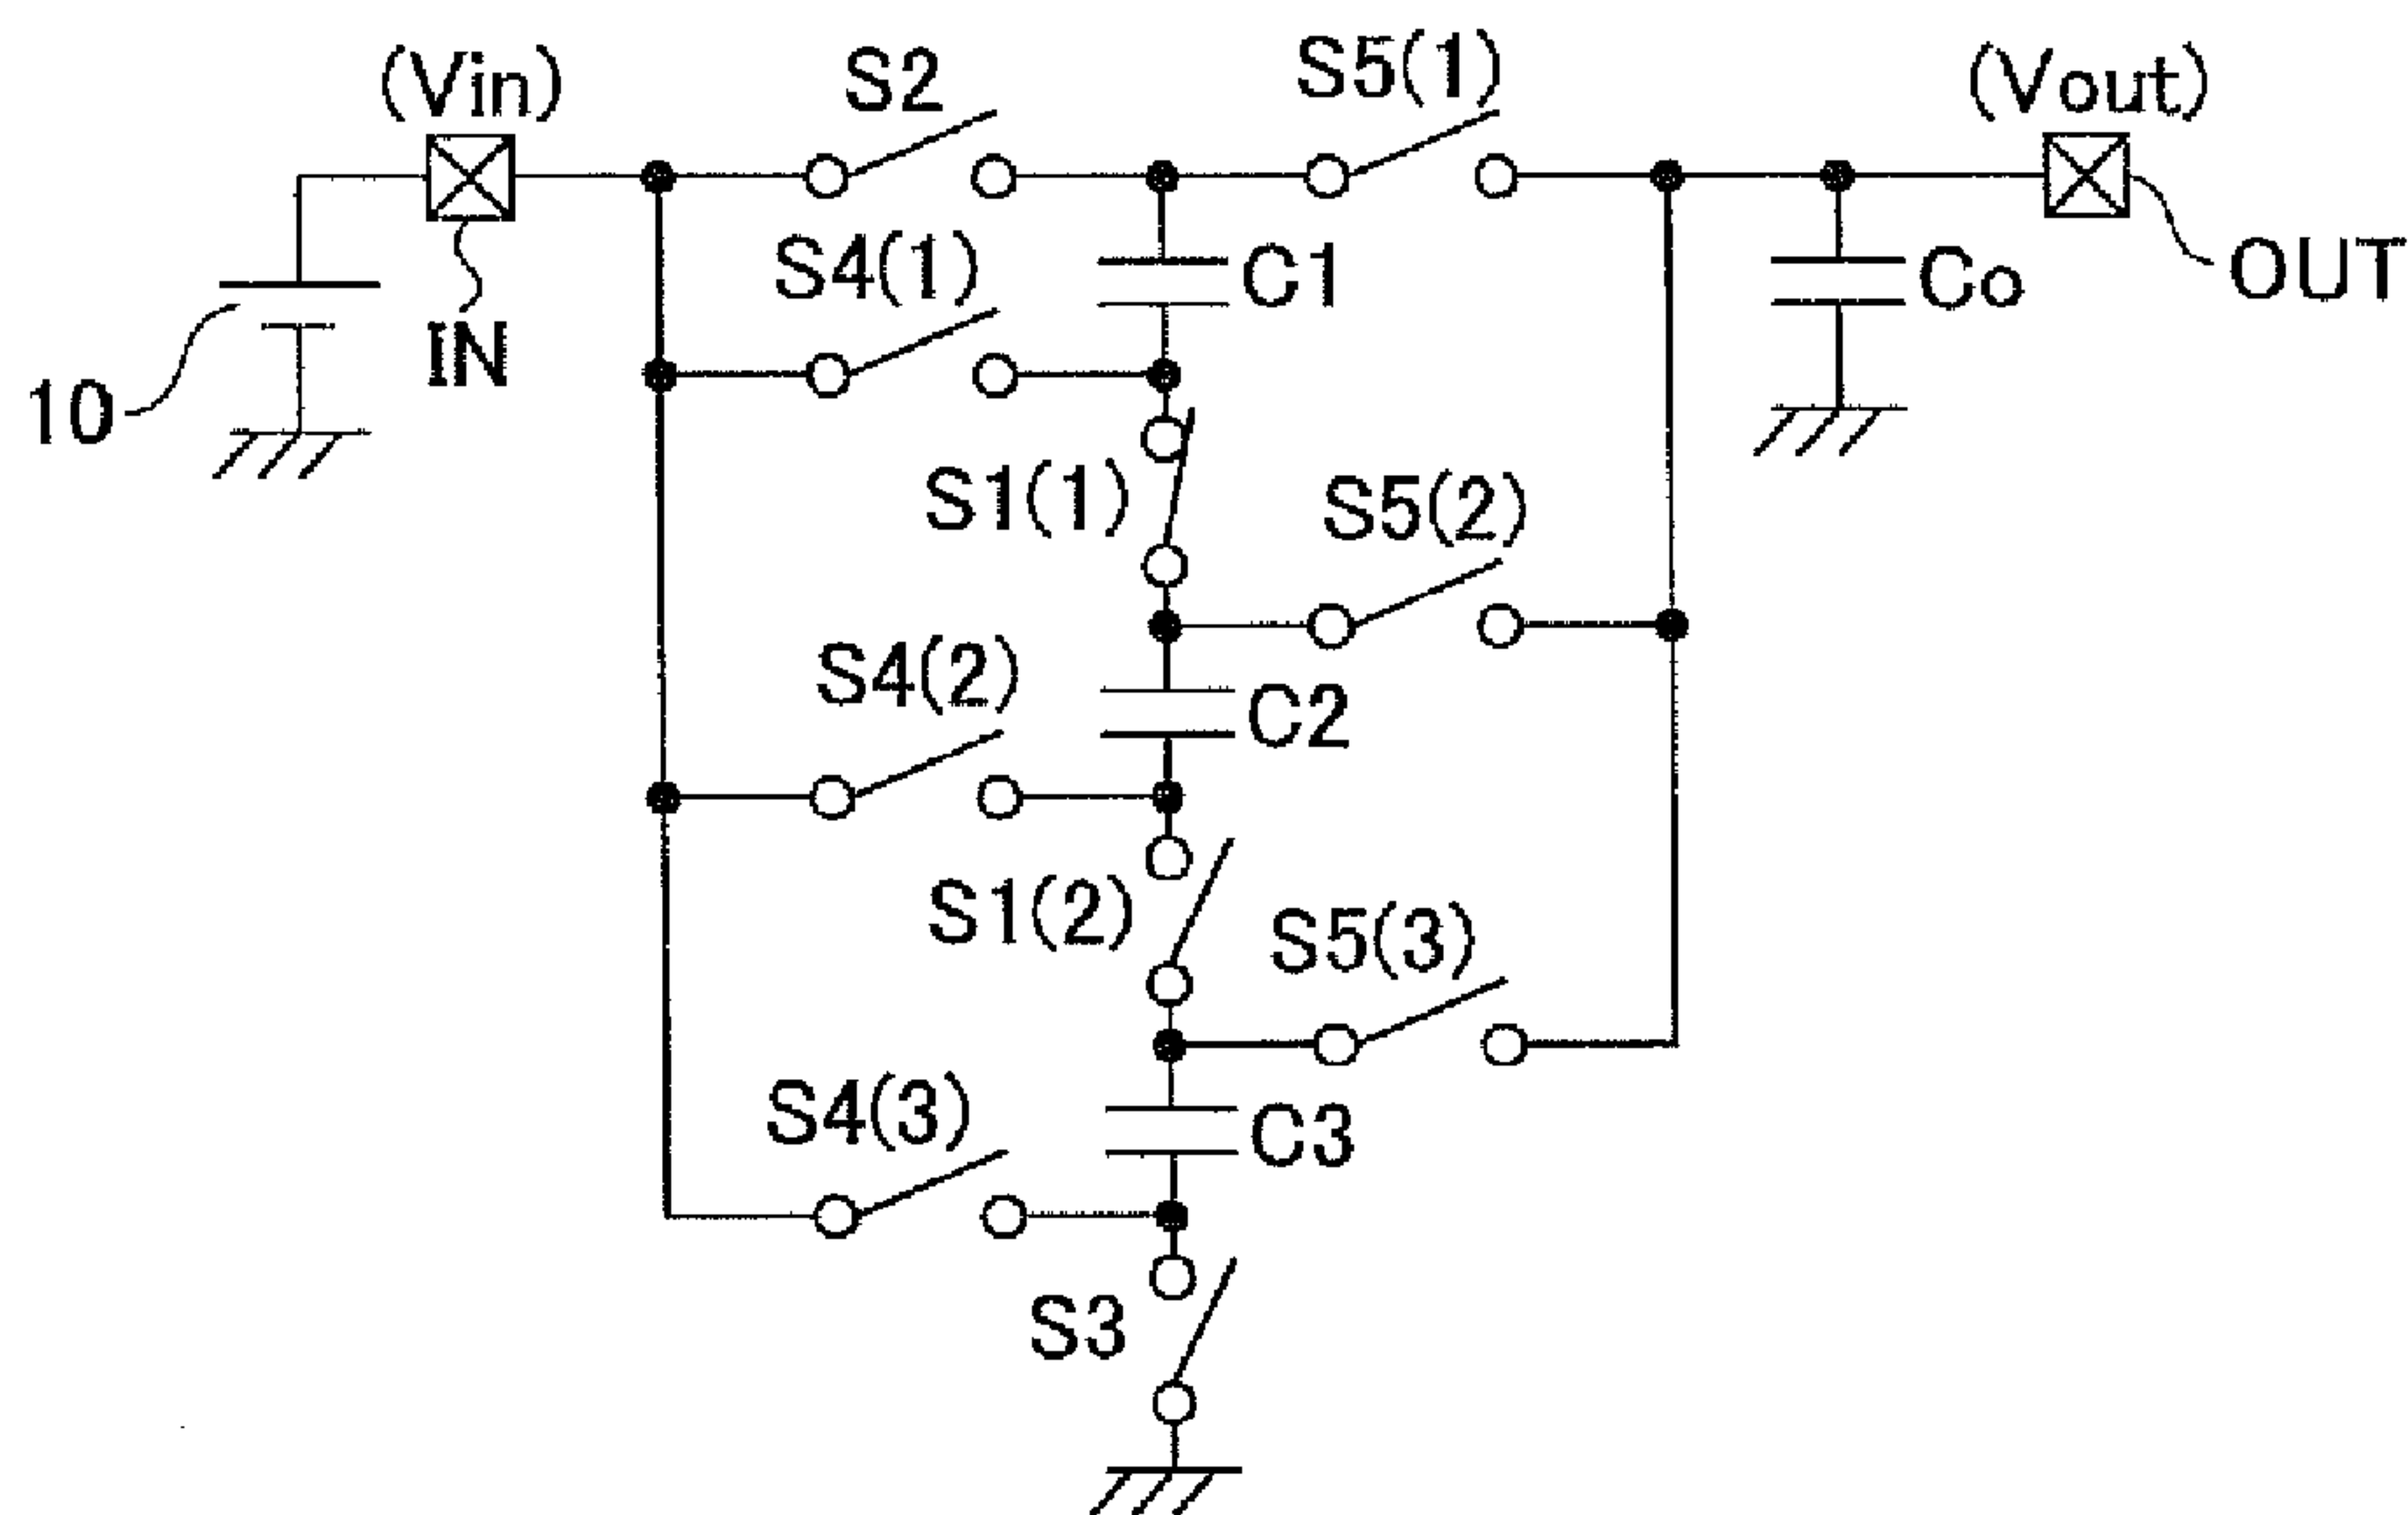 (Vin)
S2
S5(1)
(Vout)
S4(1)
C1
Co
OUT
IN
10
S1(1)
S5(2)
S4(2)
C2
S1(2)
S5(3)
S4(3)
C3
S3